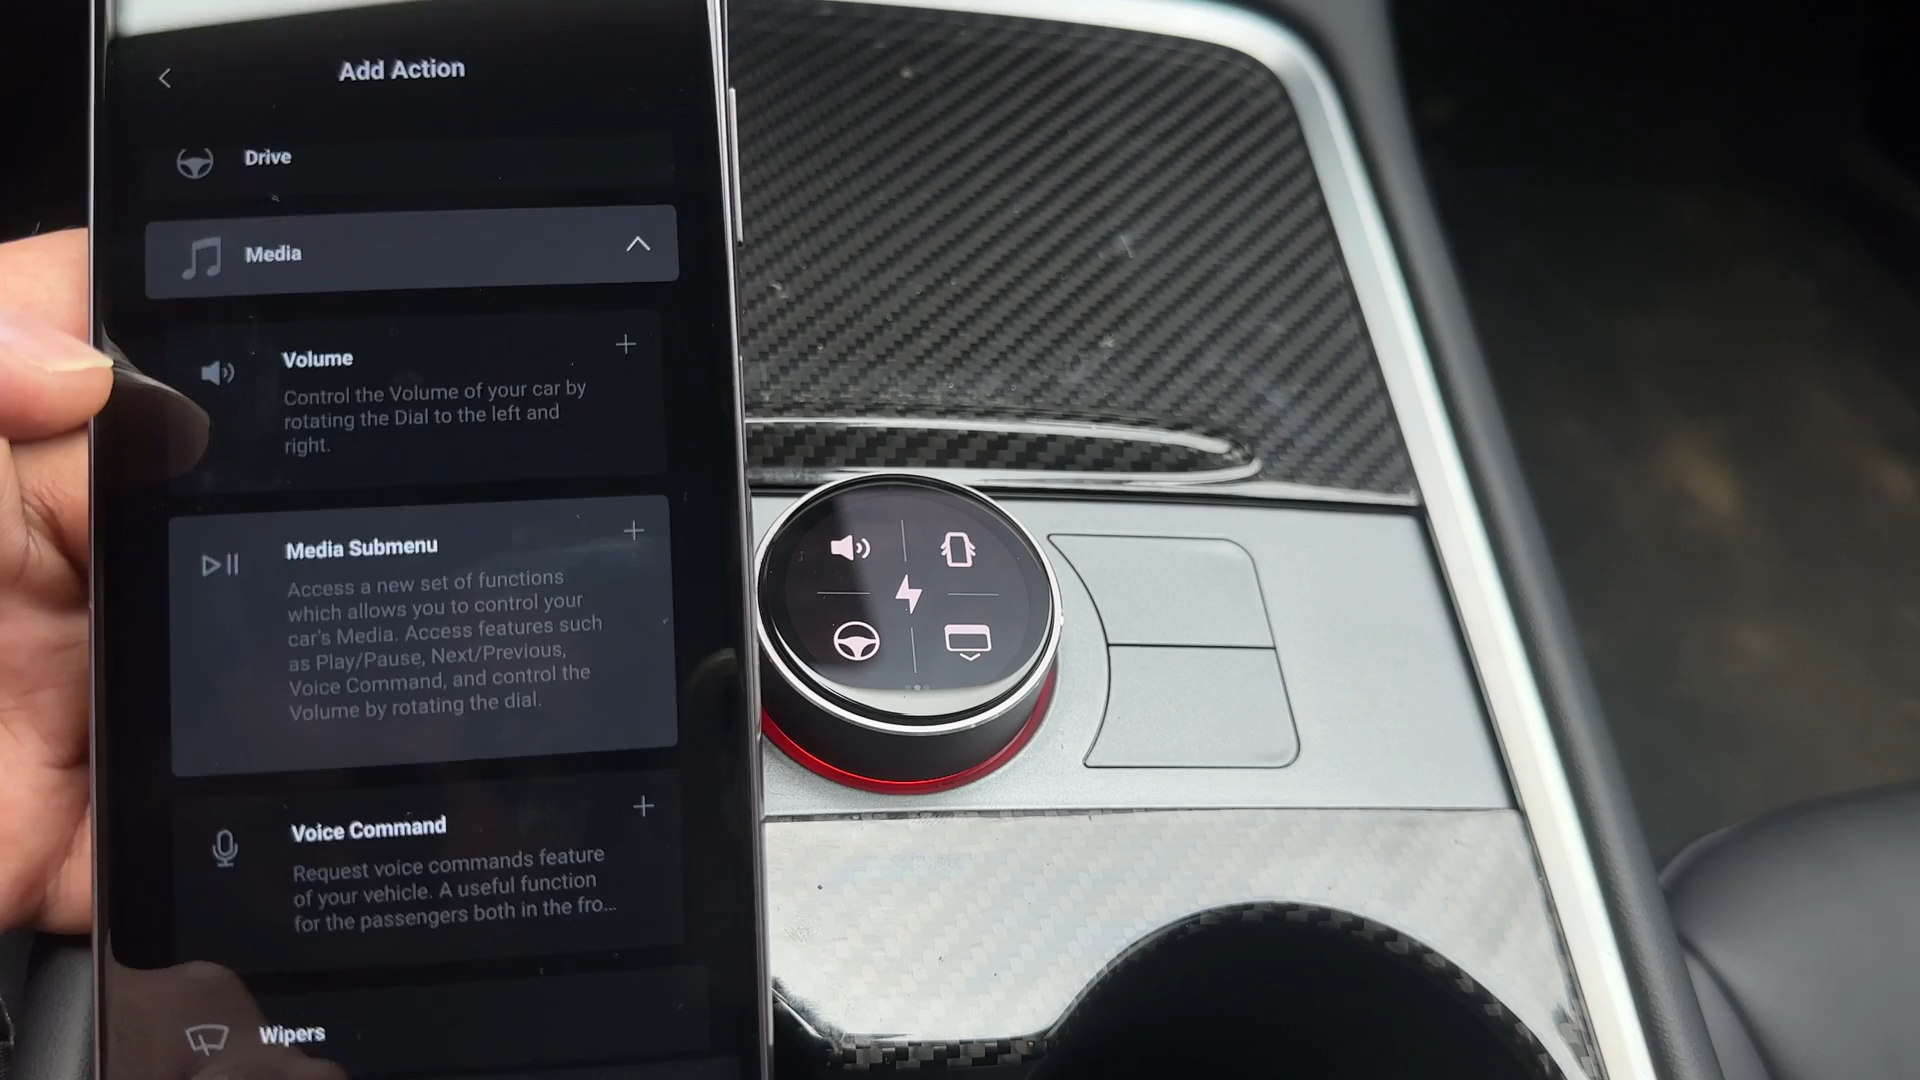 Add Action
Drive
Media
Volume
Control the Volume of your car by
rotating the Dial to the left and
right.
Media Submenu
Access a new set of functions
which allows you to control your
car's Media. Access features such
as Play/Pause, Next/Previous,
Voice Command, and control the
Volume by rotating the dial.
Voice Command
Request voice commands feature
of your vehicle. A useful function
for the passengers both in the fro...
Wipers